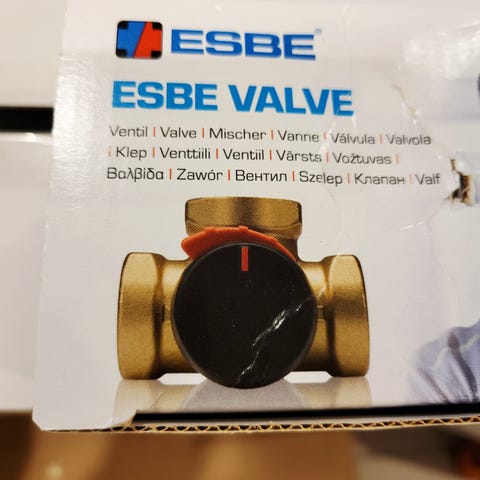 ESBE®
ESBE VALVE
Ventil | Valve | Mischer | Vanne | Válvula | Valvola
| Klep | Venttiili | Ventiil | Vārsts | Vožtuvas |
Βαλβίδα | Zawór | Вентил | Szelep | Клапан | Valf